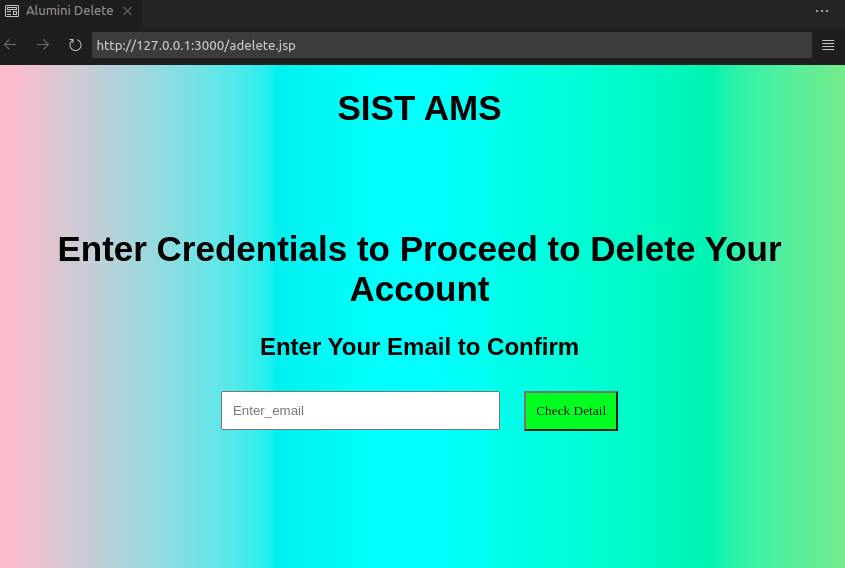 Alumini Delete
http://127.0.0.1:3000/adelete.jsp
SIST AMS
Enter Credentials to Proceed to Delete Your
Account
Enter Your Email to Confirm
Enter_email
Check Detail